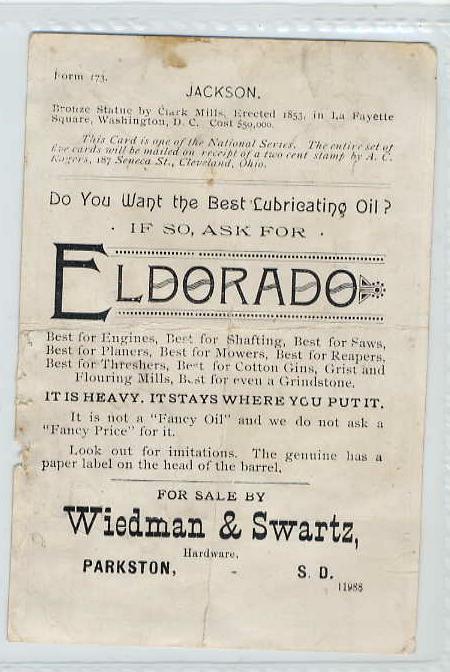 Form 173.
JACKSON.
Bronze Statue by Clark Mills, Erected 1853, in La Fayette
Square, Washington, D. C. Cost $50,000.
This Card is one of the National Series. The entire set of
five cards will be mailed on receipt of a two cent stamp by A. C.
Rogers, 187 Seneca St., Cleveland, Ohio.
Do You Want the Best Lubricating Oil?
· IF SO, ASK FOR ·
ELDORADO
Best for Engines, Best for Shafting, Best for Saws,
Best for Planers, Best for Mowers, Best for Reapers,
Best for Threshers, Best for Cotton Gins, Grist and
Flouring Mills, Best for even a Grindstone.
IT IS HEAVY. IT STAYS WHERE YOU PUT IT.
It is not a "Fancy Oil" and we do not ask a
"Fancy Price" for it.
Look out for imitations. The genuine has a
paper label on the head of the barrel.
FOR SALE BY
Wiedman & Swartz,
Hardware,
PARKSTON, - S. D.
11988